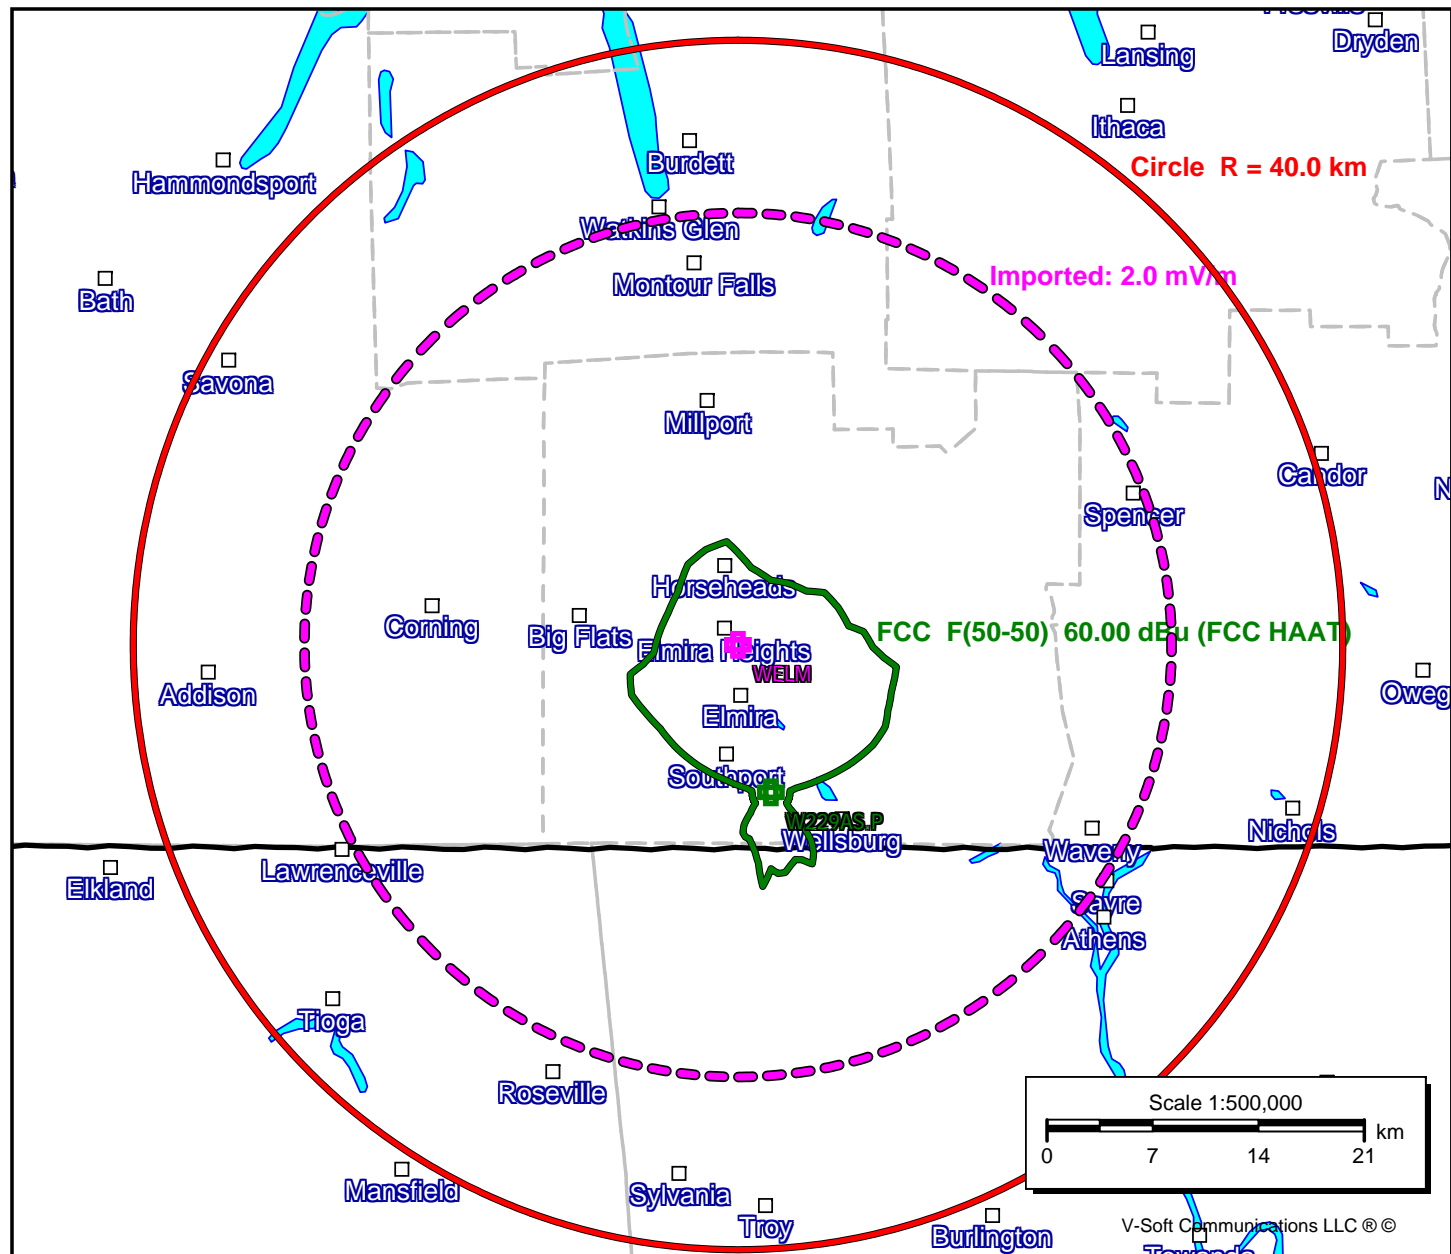 Dryden
Lansing
Ithaca
Burdett
Circle R = 40.0 km
Hammondsport
Watkins Glen
Imported: 2.0 mV/m
Montour Falls
Bath
Savona
Millport
Candor
N
Spencer
Horseheads
Corning
Big Flats
FCC F(50-50) 60.00 dBu (FCC HAAT)
Elmira Heights
WELM
Addison
Oweg
Elmira
Southport
W229AS.P
Wellsburg
Nichols
Waverly
Lawrenceville
Elkland
Sayre
Athens
Tioga
Roseville
Scale 1:500,000
km
0 7 14 21
Mansfield
Sylvania
Troy
Burlington
V-Soft Communications LLC ® ©
Towanda